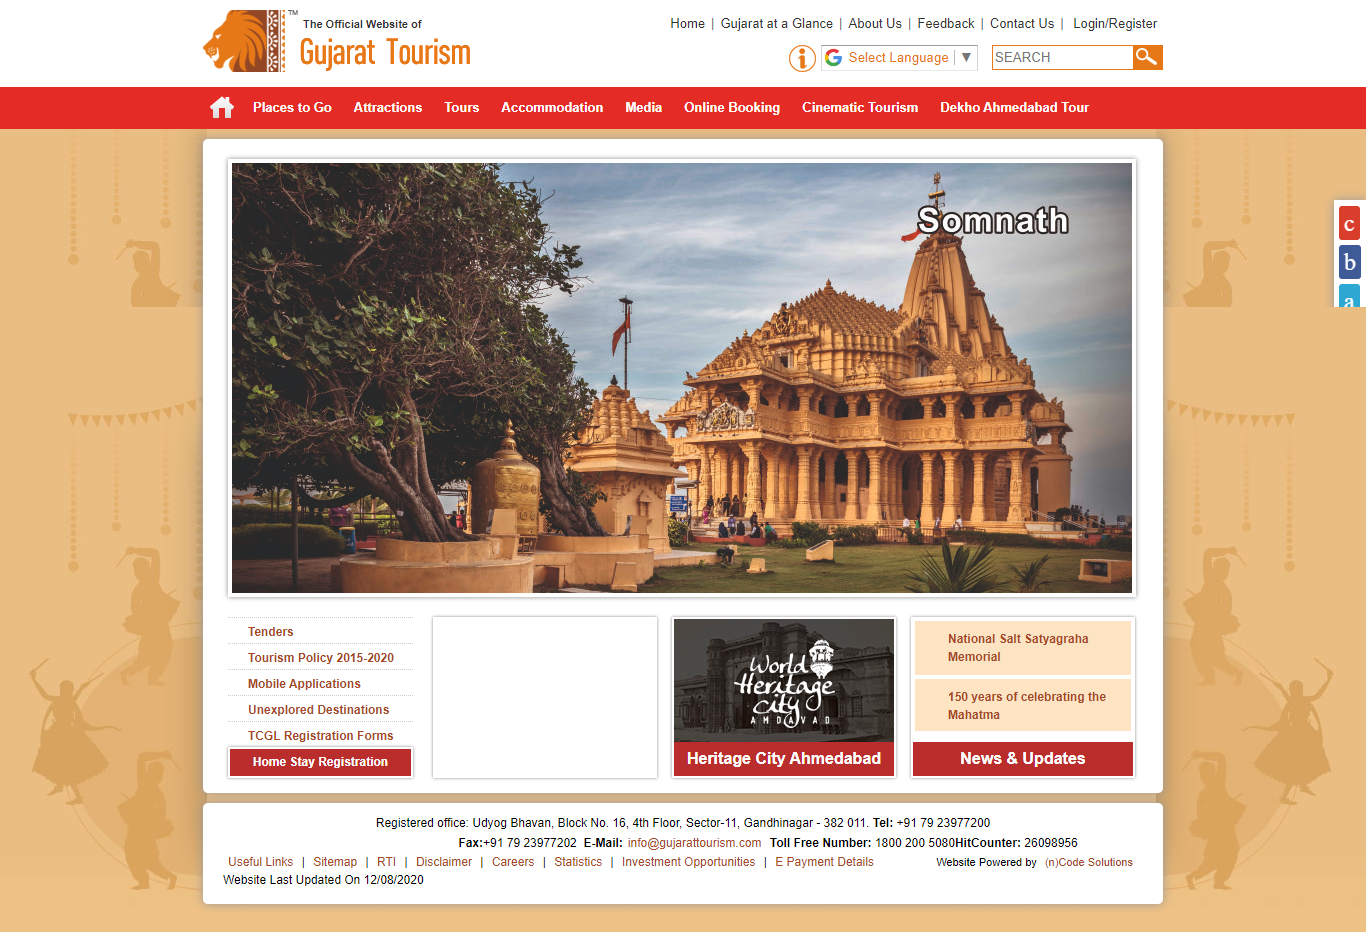 The Official Website of
Gujarat Tourism
TM
Home | Gujarat at a Glance | About Us | Feedback | Contact Us | Login/Register
Select Language ▼
SEARCH
Places to Go Attractions Tours Accommodation Media Online Booking Cinematic Tourism Dekho Ahmedabad Tour
Somnath
c
b
a
Tenders
Tourism Policy 2015-2020
Mobile Applications
Unexplored Destinations
TCGL Registration Forms
Home Stay Registration
World
Heritage
City
AMDAVAD
Heritage City Ahmedabad
National Salt Satyagraha
Memorial
150 years of celebrating the
Mahatma
News & Updates
Registered office: Udyog Bhavan, Block No. 16, 4th Floor, Sector-11, Gandhinagar - 382 011. Tel: +91 79 23977200
Fax:+91 79 23977202 E-Mail: info@gujarattourism.com Toll Free Number: 1800 200 5080HitCounter: 26098956
Useful Links | Sitemap | RTI | Disclaimer | Careers | Statistics | Investment Opportunities | E Payment Details
Website Powered by (n)Code Solutions
Website Last Updated On 12/08/2020